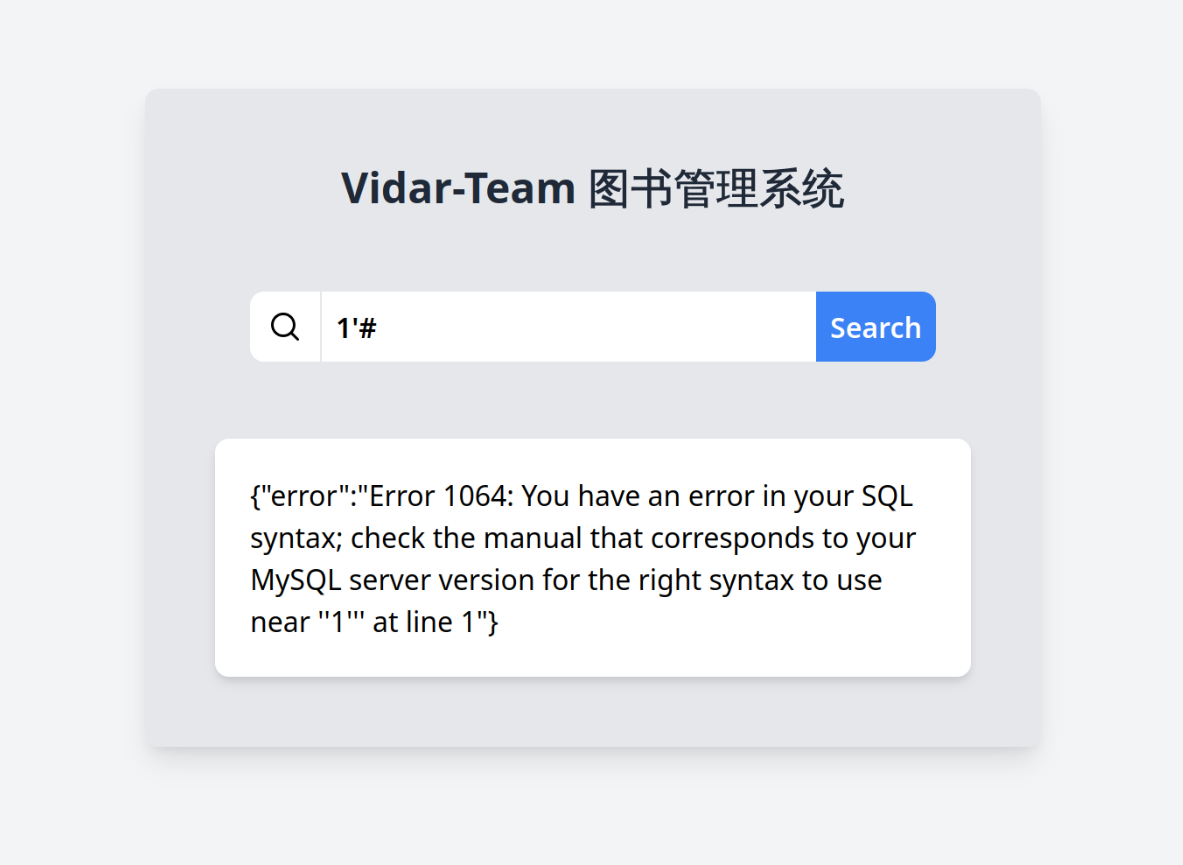 Vidar-Team 图书管理系统
1'#
Search
{"error":"Error 1064: You have an error in your SQL
syntax; check the manual that corresponds to your
MySQL server version for the right syntax to use
near ''1''' at line 1"}